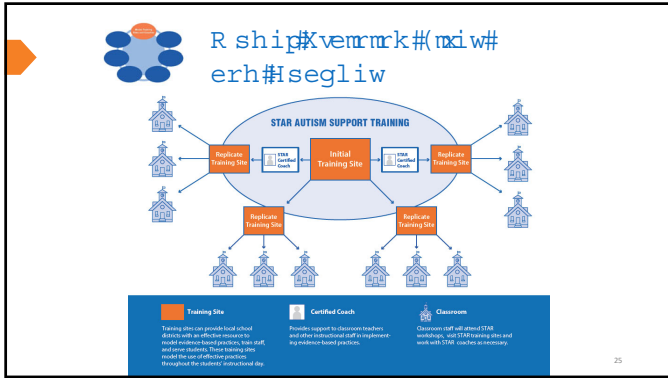 R ship#Xvemrmrk#(mxiw#
erh#Hsegliw
STAR AUTISM SUPPORT TRAINING
Replicate
Training Site
STAR
Certified
Coach
Initial
Training Site
STAR
Certified
Coach
Replicate
Training Site
Replicate
Training Site
Replicate
Training Site
Training Site
Training sites can provide local school
districts with an effective resource to
model evidence-based practices, train staff,
and serve students. These training sites
model the use of effective practices
throughout the students' instructional day.
Certified Coach
Provides support to classroom teachers
and other instructional staff in implement-
ing evidence-based practices.
Classroom
Classroom staff will attend STAR
workshops, visit STAR training sites and
work with STAR coaches as necessary.
25